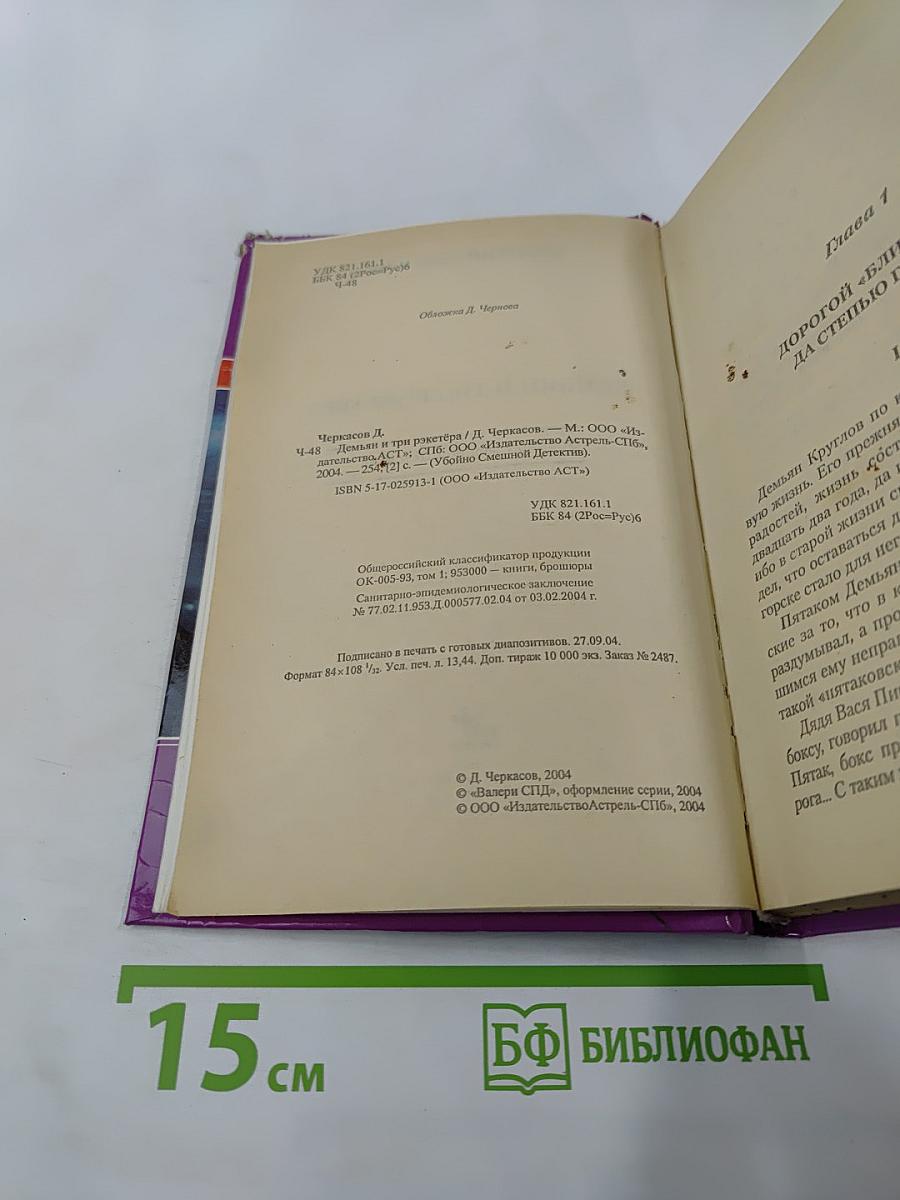 УДК 821.161.1
ББК 84 (2Рос=Рус)6
Ч-48
Обложка Д. Чернова
Черкасов Д.
Ч-48 Демьян и три рэкетёра / Д. Черкасов. — М.: ООО «Из-
дательство АСТ»; СПб: ООО «Издательство Астрель-СПб»,
2004. — 254, [2] с. — (Убойно Смешной Детектив).
ISBN 5-17-025913-1 (ООО «Издательство АСТ»)
УДК 821.161.1
ББК 84 (2Рос=Рус)6
Общероссийский классификатор продукции
ОК-005-93, том 1; 953000 — книги, брошюры
Санитарно-эпидемиологическое заключение
№ 77.02.11.953.Д.000577.02.04 от 03.02.2004 г.
Подписано в печать с готовых диапозитивов. 27.09.04.
Формат 84×108 1/32. Усл. печ. л. 13,44. Доп. тираж 10 000 экз. Заказ № 2487.
© Д. Черкасов, 2004
© «Валери СПД», оформление серии, 2004
© ООО «ИздательствоАстрель-СПб», 2004
Глава 1
ДОРОГОЙ «БЛИ
ДА СТЕПЬЮ
Демьян Круглов по
вую жизнь. Его прежня
радостей, жизнь сост
двадцать два года, да
ибо в старой жизни
дел, что оставаться
горске стало для нег
Пятаком Демьян
ские за то, что в
раздумывал, а про
шимся ему неправ
такой «пятаковск
Дядя Вася Пи
боксу, говорил
Пятак, бокс пр
рога... С таким
15 см
БФ БИБЛИОФАН